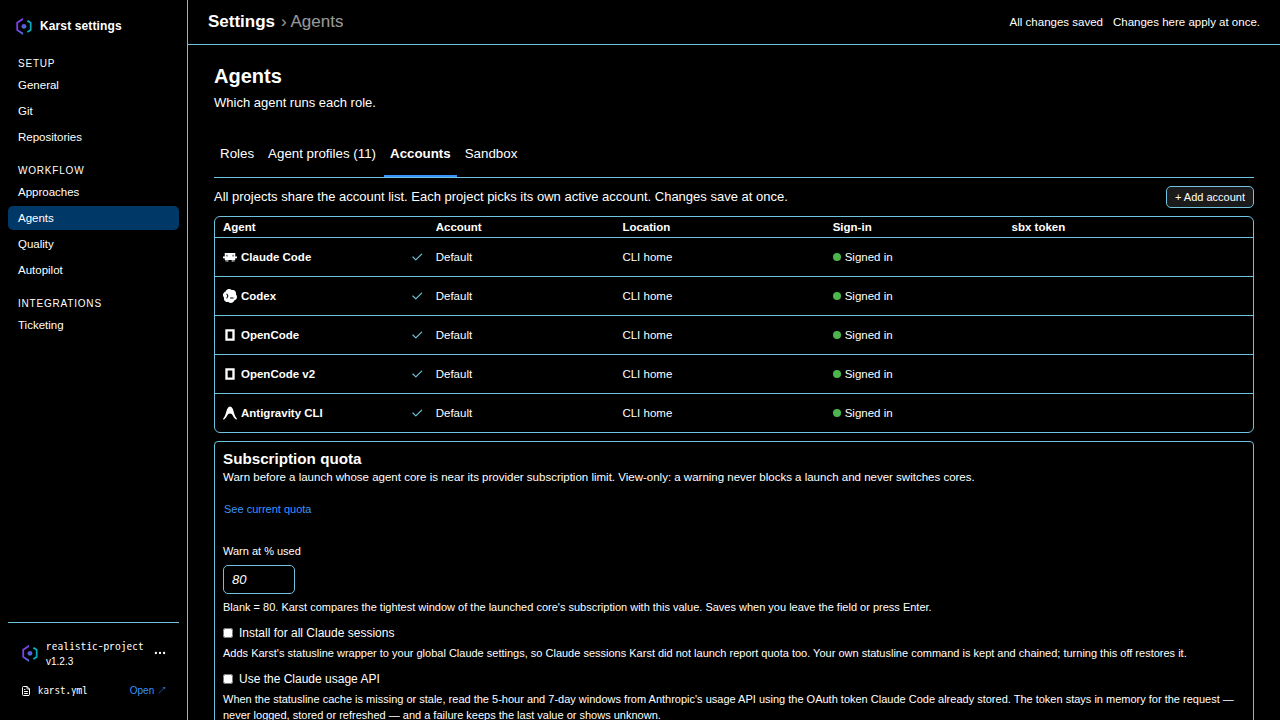 Karst settings
SETUP
General
Git
Repositories
WORKFLOW
Approaches
Agents
Quality
Autopilot
INTEGRATIONS
Ticketing
realistic-project
v1.2.3
karst.yml
Open ↗
Settings › Agents
All changes saved Changes here apply at once.
Agents
Which agent runs each role.
Roles Agent profiles (11) Accounts Sandbox
All projects share the account list. Each project picks its own active account. Changes save at once.
+ Add account
Agent Account Location Sign-in sbx token
Claude Code Default CLI home Signed in
Codex Default CLI home Signed in
OpenCode Default CLI home Signed in
OpenCode v2 Default CLI home Signed in
Antigravity CLI Default CLI home Signed in
Subscription quota
Warn before a launch whose agent core is near its provider subscription limit. View-only: a warning never blocks a launch and never switches cores.
See current quota
Warn at % used
80
Blank = 80. Karst compares the tightest window of the launched core's subscription with this value. Saves when you leave the field or press Enter.
Install for all Claude sessions
Adds Karst's statusline wrapper to your global Claude settings, so Claude sessions Karst did not launch report quota too. Your own statusline command is kept and chained; turning this off restores it.
Use the Claude usage API
When the statusline cache is missing or stale, read the 5-hour and 7-day windows from Anthropic's usage API using the OAuth token Claude Code already stored. The token stays in memory for the request —
never logged, stored or refreshed — and a failure keeps the last value or shows unknown.